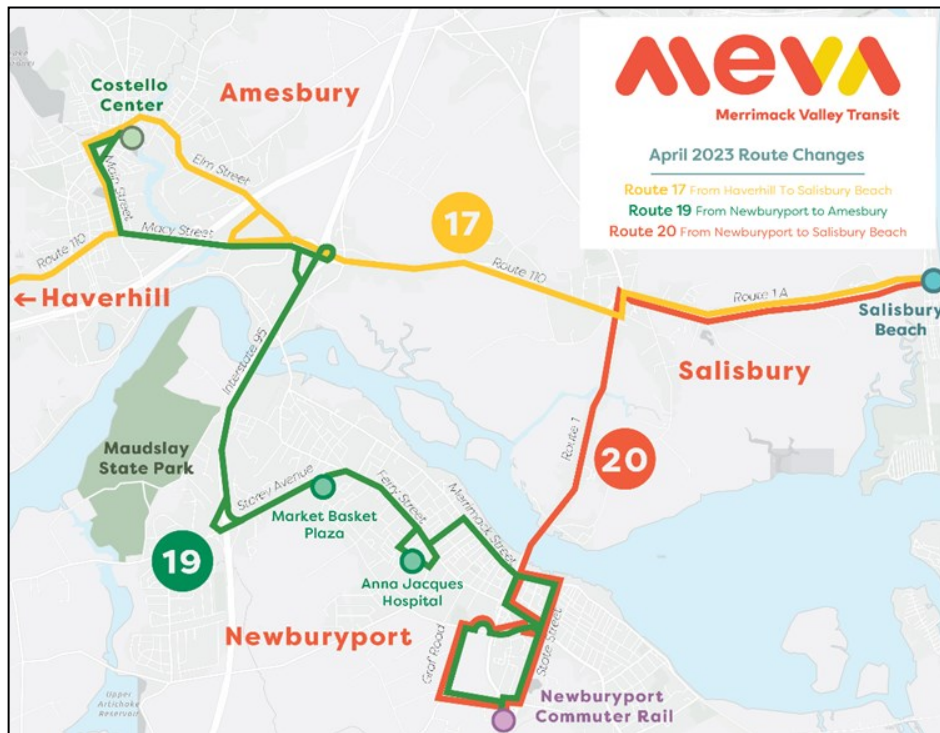 meva
Merrimack Valley Transit
April 2023 Route Changes
Route 17 From Haverhill To Salisbury Beach
Route 19 From Newburyport to Amesbury
Route 20 From Newburyport to Salisbury Beach
Costello
Center
Amesbury
Main Street
Elm Street
Macy Street
Route 110
← Haverhill
17
Route 110
Route 1A
Salisbury
Beach
Salisbury
Interstate 95
Maudslay
State Park
Route 1
20
Storey Avenue
Market Basket
Plaza
Ferry Street
Merrimack Street
19
Anna Jacques
Hospital
Newburyport
Graf Road
State Street
Newburyport
Commuter Rail
Upper
Artichoke
Reservoir